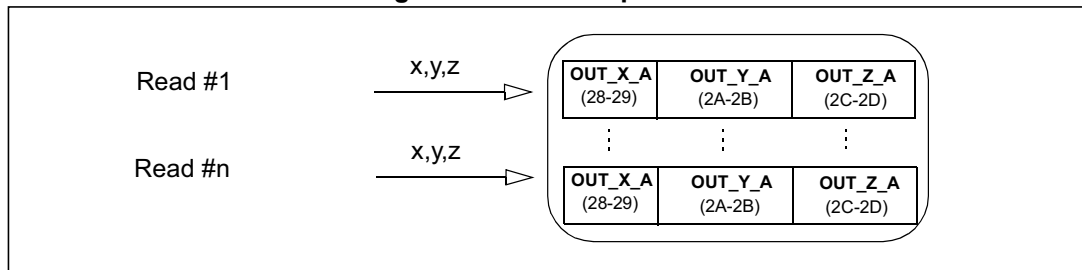 Read #1
x,y,z
OUT_X_A OUT_Y_A OUT_Z_A
(28-29) (2A-2B) (2C-2D)
Read #n
x,y,z
OUT_X_A OUT_Y_A OUT_Z_A
(28-29) (2A-2B) (2C-2D)